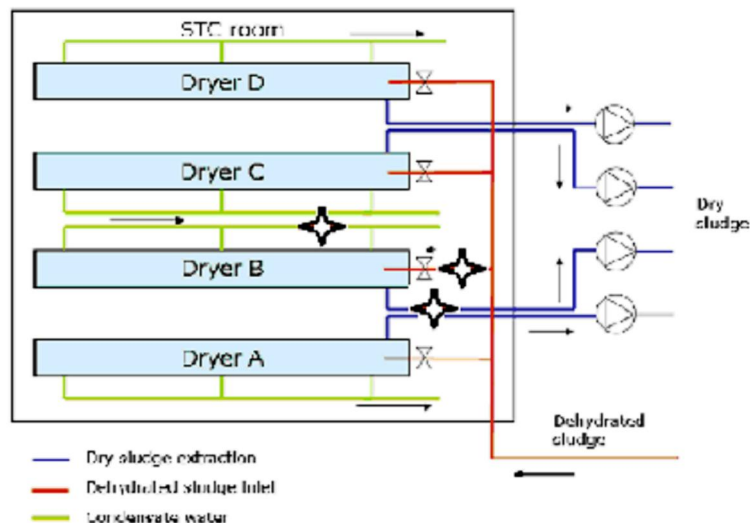 STC room
Dryer D
Dryer C
Dryer B
Dryer A
Dry
sludge
Dehydrated
sludge
Dry sludge extraction
Dehydrated sludge inlet
Condensate water